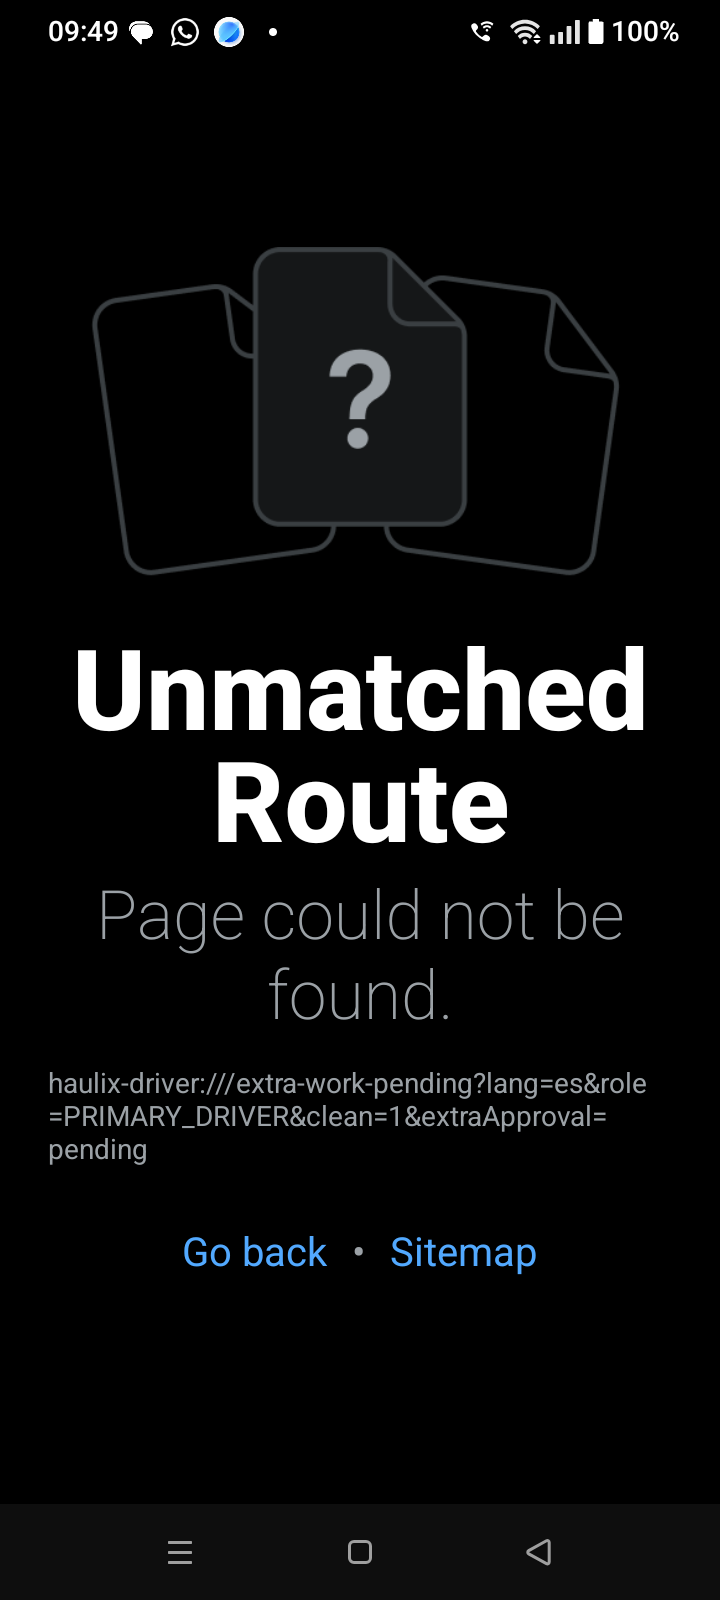 09:49
100%
?
Unmatched
Route
Page could not be
found.
haulix-driver:///extra-work-pending?lang=es&role
=PRIMARY_DRIVER&clean=1&extraApproval=
pending
Go back • Sitemap